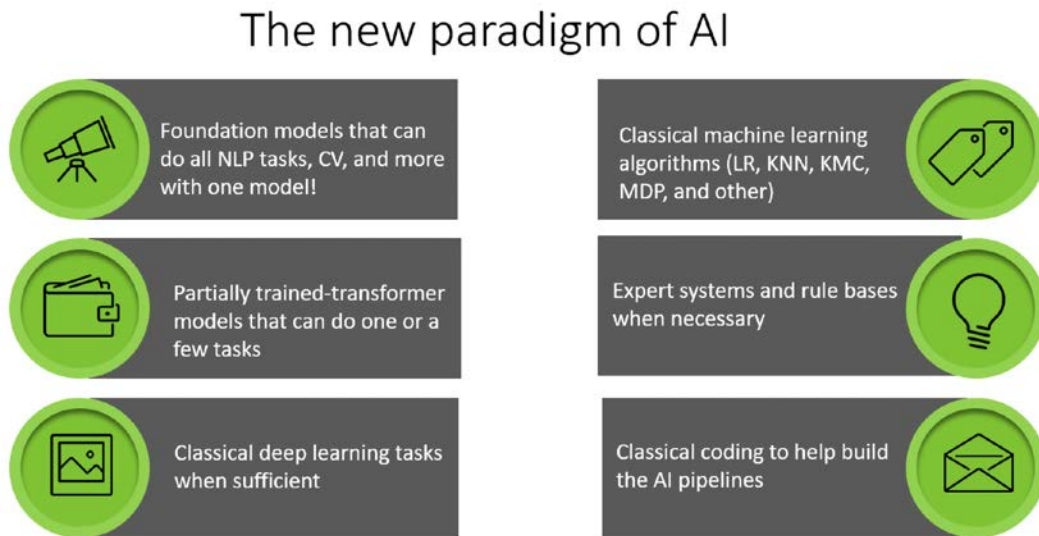 The new paradigm of AI
Foundation models that can
do all NLP tasks, CV, and more
with one model!
Partially trained-transformer
models that can do one or a
few tasks
Classical deep learning tasks
when sufficient
Classical machine learning
algorithms (LR, KNN, KMC,
MDP, and other)
Expert systems and rule bases
when necessary
Classical coding to help build
the AI pipelines